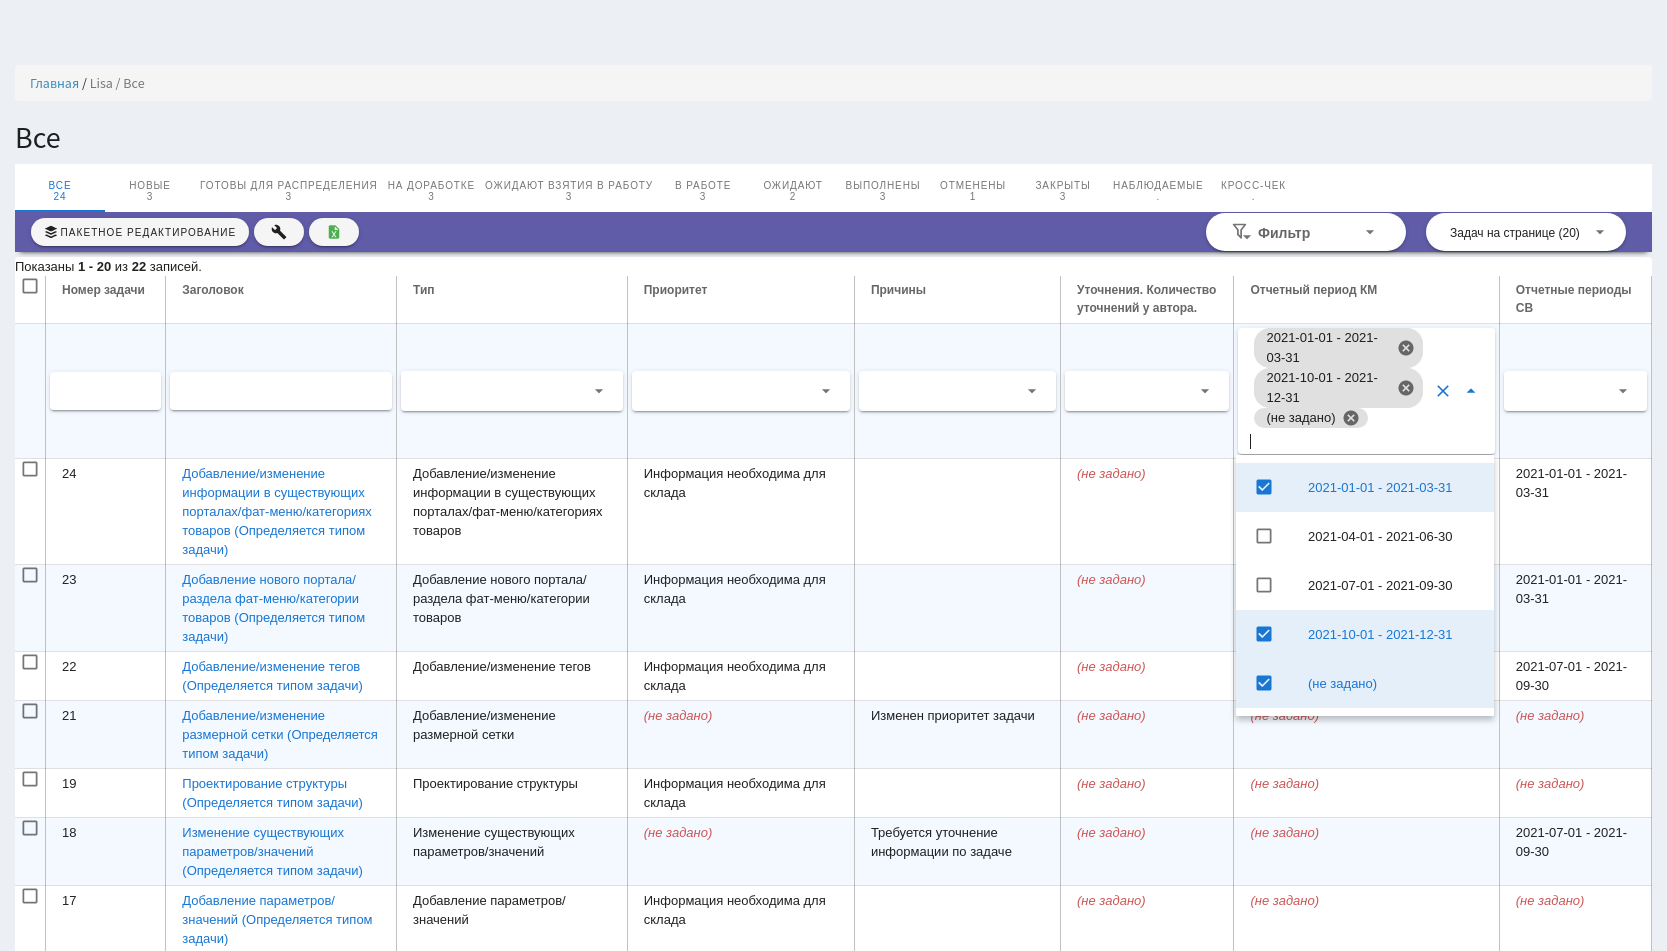 Главная / Lisa / Все
Все
ВСЕ НОВЫЕ ГОТОВЫ ДЛЯ РАСПРЕДЕЛЕНИЯ НА ДОРАБОТКЕ ОЖИДАЮТ ВЗЯТИЯ В РАБОТУ В РАБОТЕ ОЖИДАЮТ ВЫПОЛНЕНЫ ОТМЕНЕНЫ ЗАКРЫТЫ НАБЛЮДАЕМЫЕ КРОСС-ЧЕК
24 3 3 3 3 3 2 3 1 3 . .
ПАКЕТНОЕ РЕДАКТИРОВАНИЕ Фильтр Задач на странице (20)
Показаны 1 - 20 из 22 записей.
Номер задачи Заголовок Тип Приоритет Причины Уточнения. Количество Отчетный период КМ Отчетные периоды
уточнений у автора. СВ
2021-01-01 - 2021-
03-31
2021-10-01 - 2021-
12-31
(не задано)
24 Добавление/изменение Добавление/изменение Информация необходима для (не задано) 2021-01-01 - 2021-
информации в существующих информации в существующих склада 2021-01-01 - 2021-03-31 03-31
порталах/фат-меню/категориях порталах/фат-меню/категориях
товаров (Определяется типом товаров 2021-04-01 - 2021-06-30
задачи)
23 Добавление нового портала/ Добавление нового портала/ Информация необходима для (не задано) 2021-07-01 - 2021-09-30 2021-01-01 - 2021-
раздела фат-меню/категории раздела фат-меню/категории склада 03-31
товаров (Определяется типом товаров
задачи) 2021-10-01 - 2021-12-31
22 Добавление/изменение тегов Добавление/изменение тегов Информация необходима для (не задано) 2021-07-01 - 2021-
(Определяется типом задачи) склада (не задано) 09-30
21 Добавление/изменение Добавление/изменение (не задано) Изменен приоритет задачи (не задано) (не задано) (не задано)
размерной сетки (Определяется размерной сетки
типом задачи)
19 Проектирование структуры Проектирование структуры Информация необходима для (не задано) (не задано) (не задано)
(Определяется типом задачи) склада
18 Изменение существующих Изменение существующих (не задано) Требуется уточнение (не задано) (не задано) 2021-07-01 - 2021-
параметров/значений параметров/значений информации по задаче 09-30
(Определяется типом задачи)
17 Добавление параметров/ Добавление параметров/ Информация необходима для (не задано) (не задано) (не задано)
значений (Определяется типом значений склада
задачи)